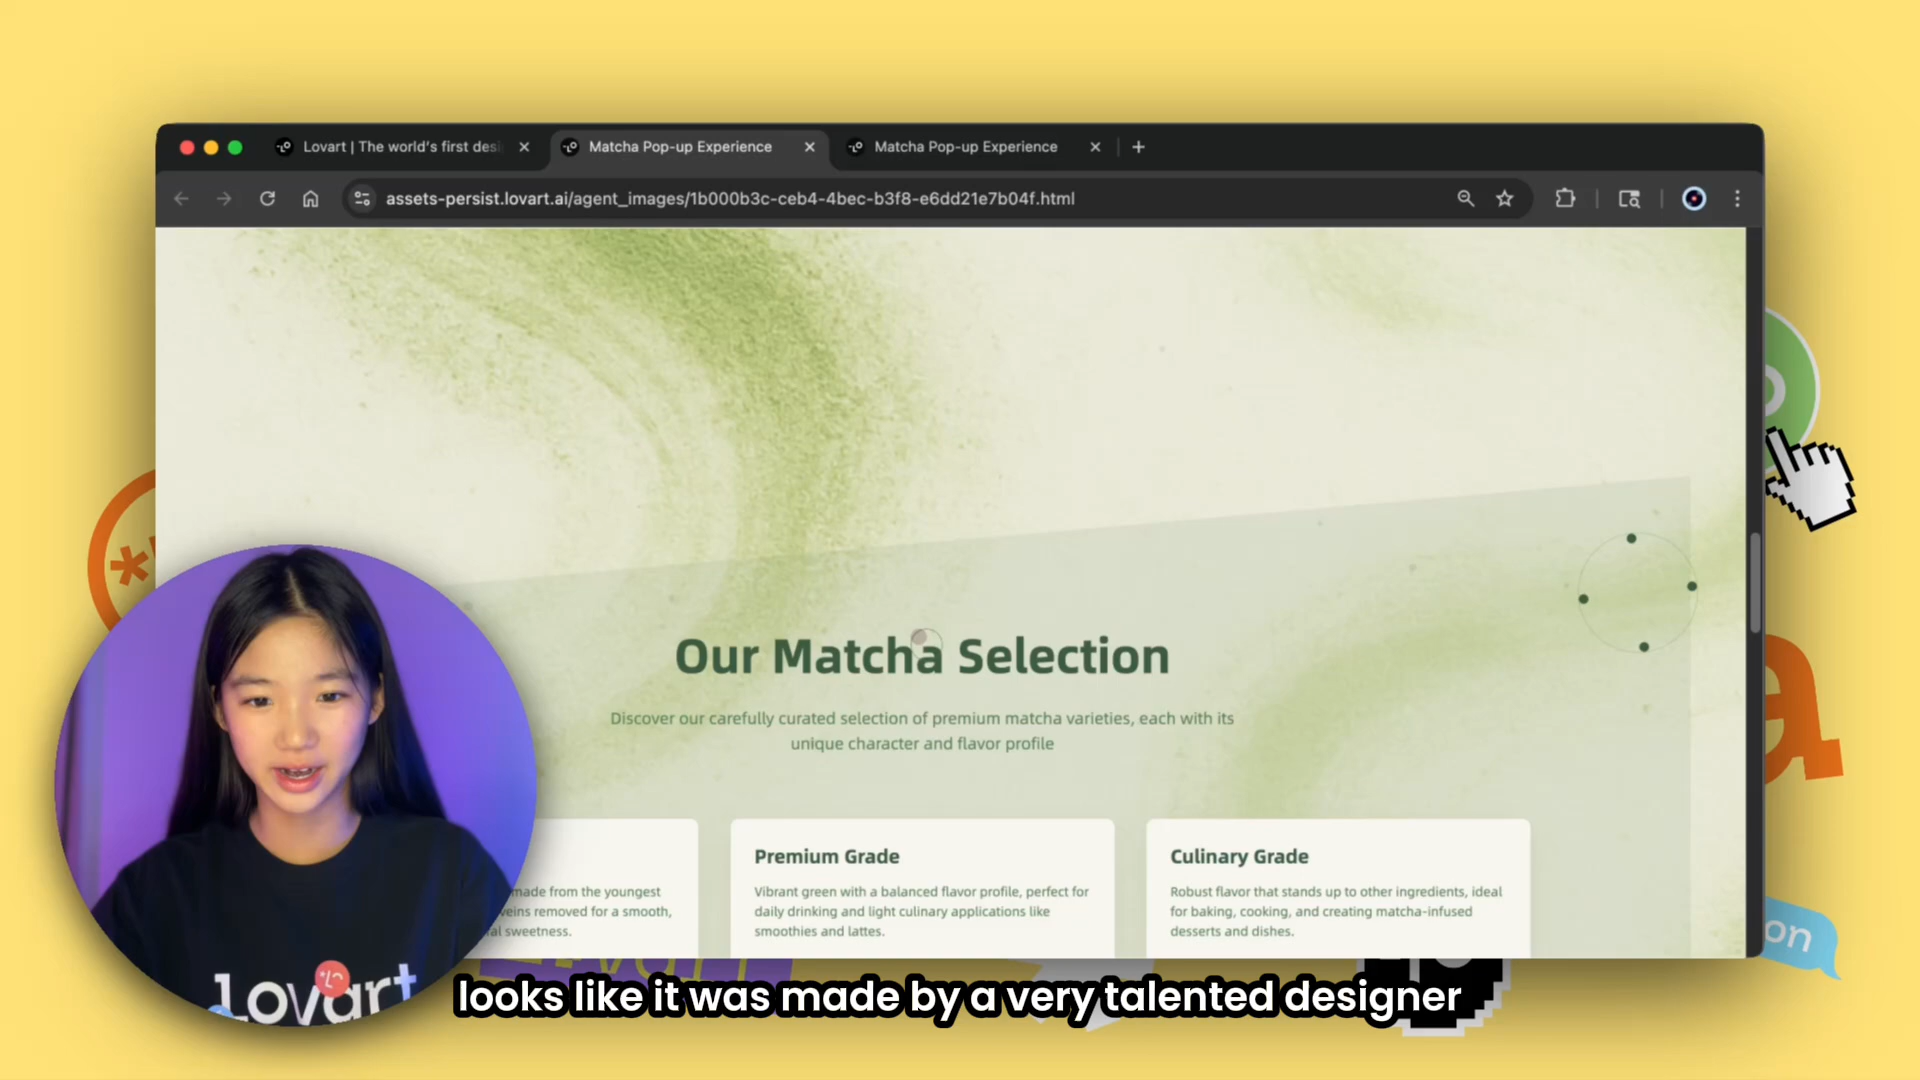 Lovart | The world's first desi
Matcha Pop-up Experience
Matcha Pop-up Experience
assets-persist.lovart.ai/agent_images/1b000b3c-ceb4-4bec-b3f8-e6dd21e7b04f.html
Our Matcha Selection
Discover our carefully curated selection of premium matcha varieties, each with its
unique character and flavor profile
made from the youngest
veins removed for a smooth,
al sweetness.
Premium Grade
Vibrant green with a balanced flavor profile, perfect for
daily drinking and light culinary applications like
smoothies and lattes.
Culinary Grade
Robust flavor that stands up to other ingredients, ideal
for baking, cooking, and creating matcha-infused
desserts and dishes.
on
a
lovart
looks like it was made by a very talented designer